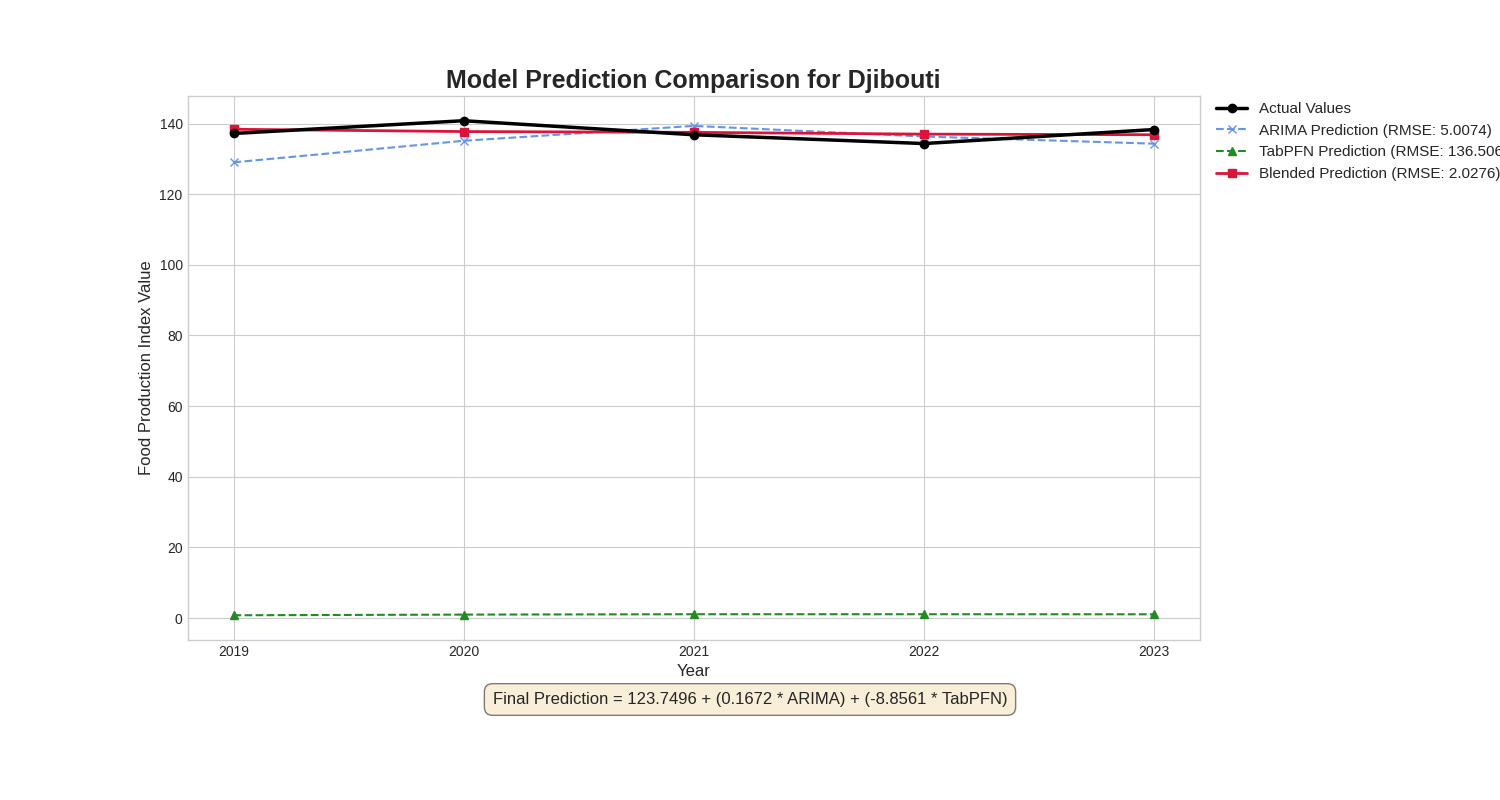 Model Prediction Comparison for Djibouti
Actual Values
ARIMA Prediction (RMSE: 5.0074)
TabPFN Prediction (RMSE: 136.506
Blended Prediction (RMSE: 2.0276)
Food Production Index Value
140
120
100
80
60
40
20
0
2019 2020 2021 2022 2023
Year
Final Prediction = 123.7496 + (0.1672 * ARIMA) + (-8.8561 * TabPFN)